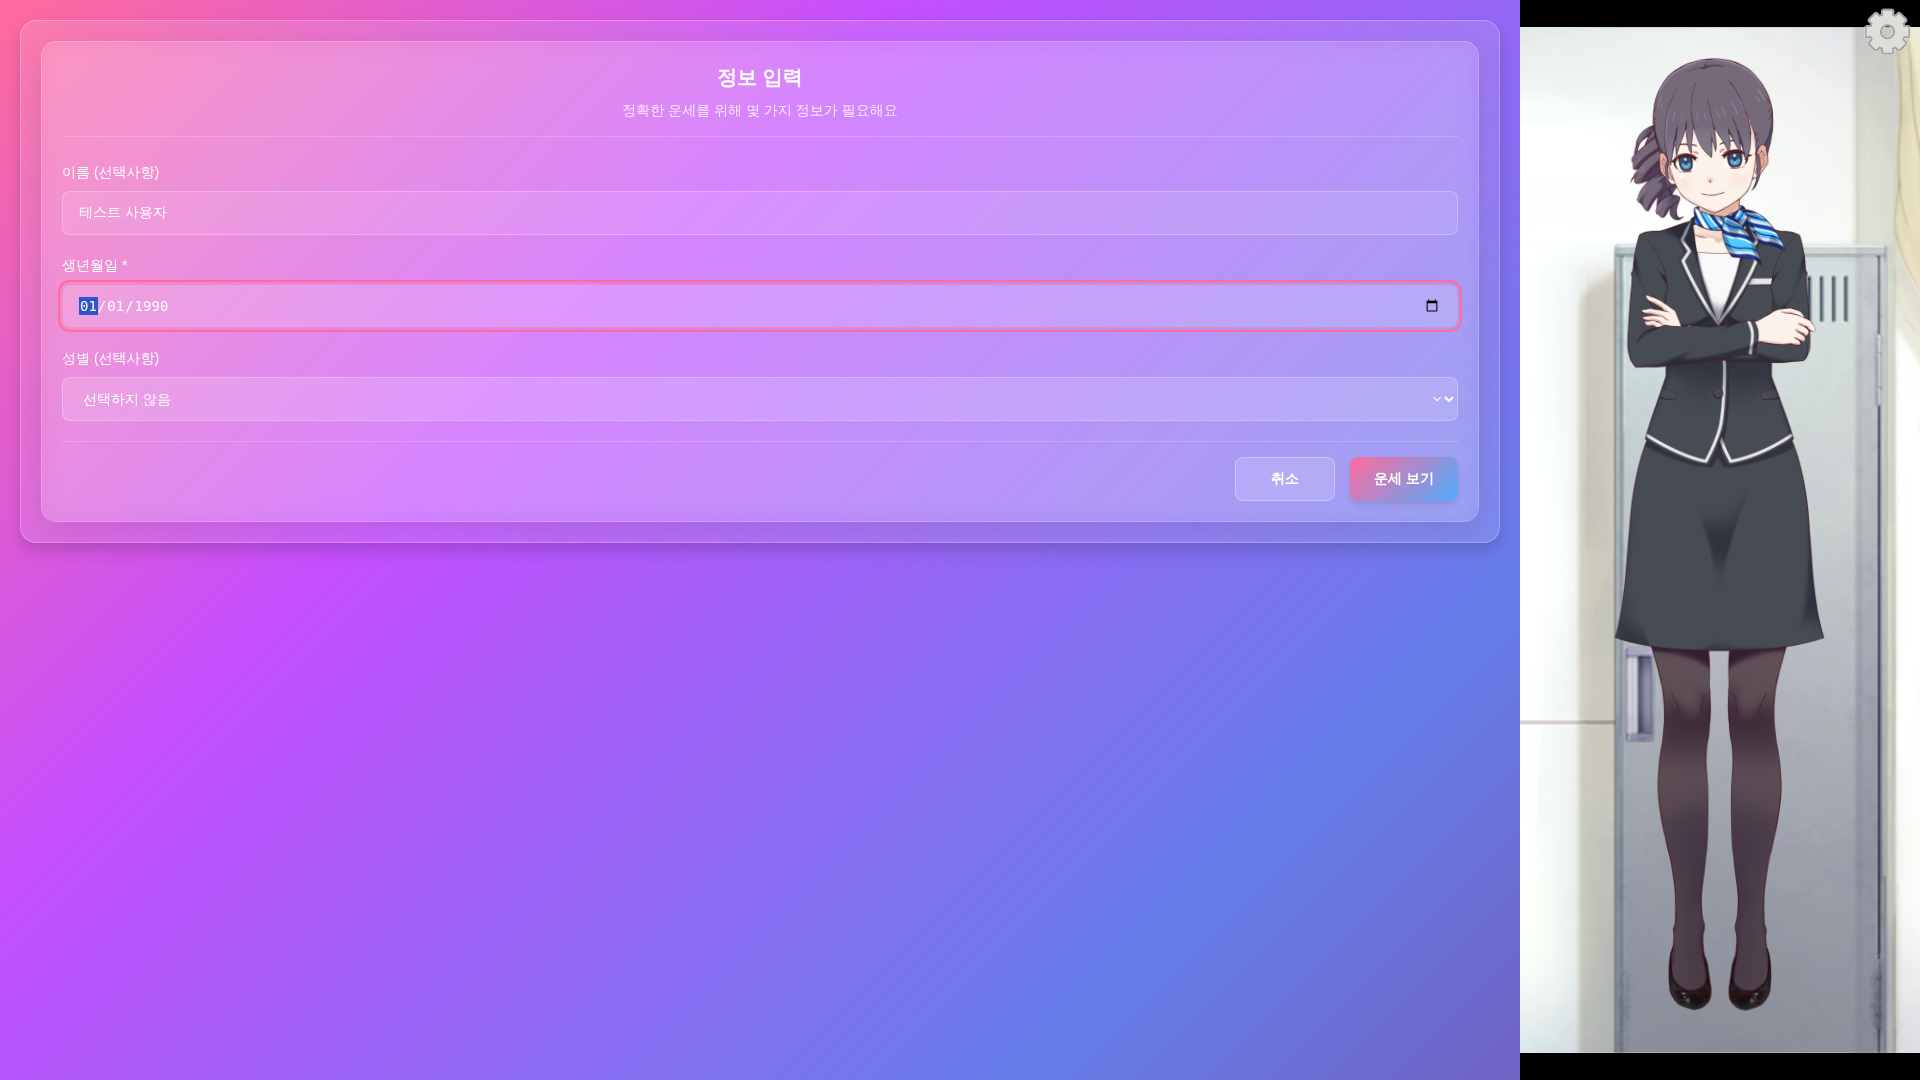 정보 입력
정확한 운세를 위해 몇 가지 정보가 필요해요
이름 (선택사항)
테스트 사용자
생년월일 *
01/01/1990
성별 (선택사항)
선택하지 않음
취소
운세 보기